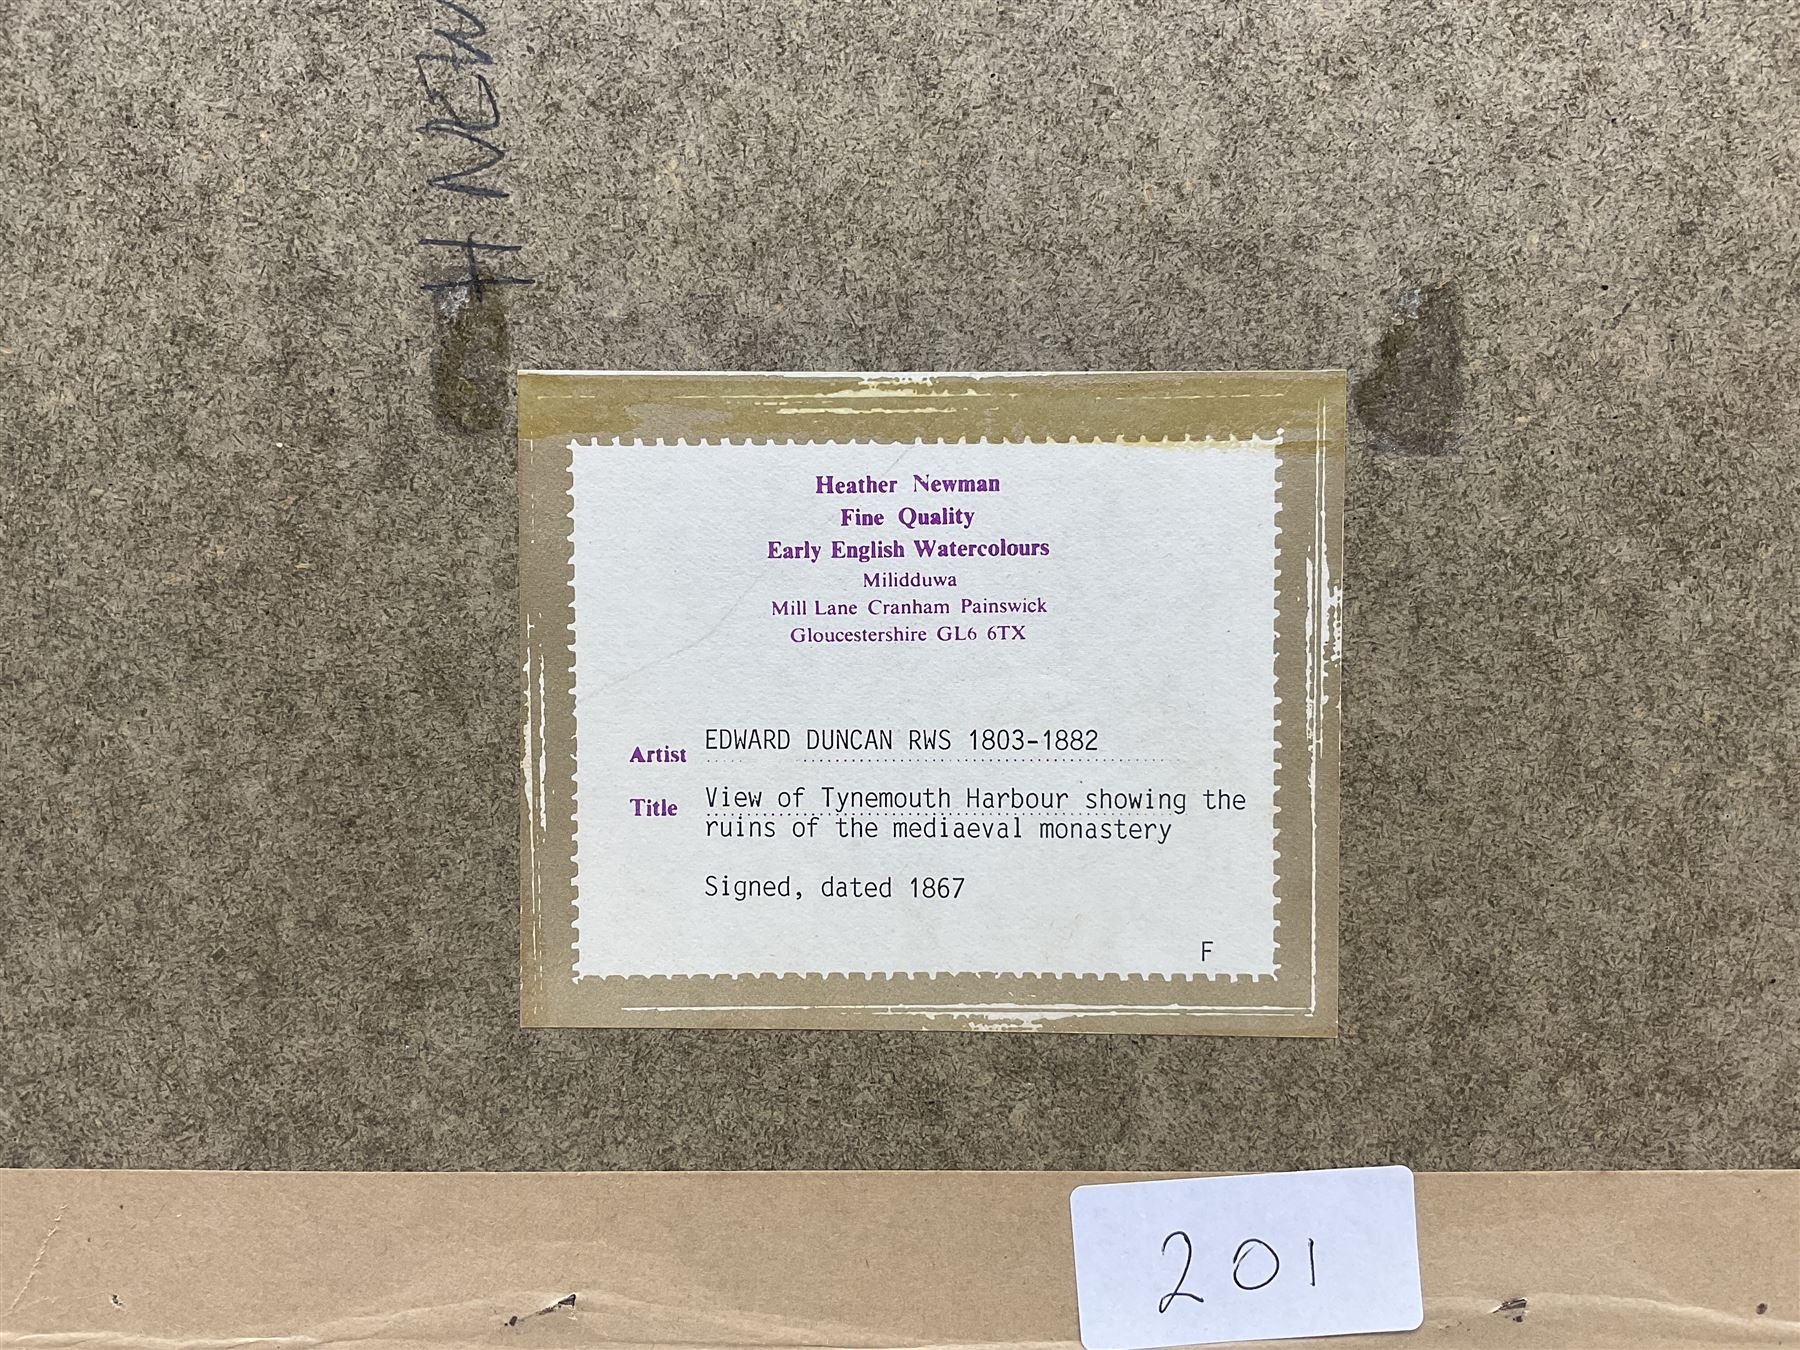 H NEW
Heather Newman
Fine Quality
Early English Watercolours
Milidduwa
Mill Lane Cranham Painswick
Gloucestershire GL6 6TX
Artist EDWARD DUNCAN RWS 1803-1882
Title View of Tynemouth Harbour showing the
ruins of the mediaeval monastery
Signed, dated 1867
F
201